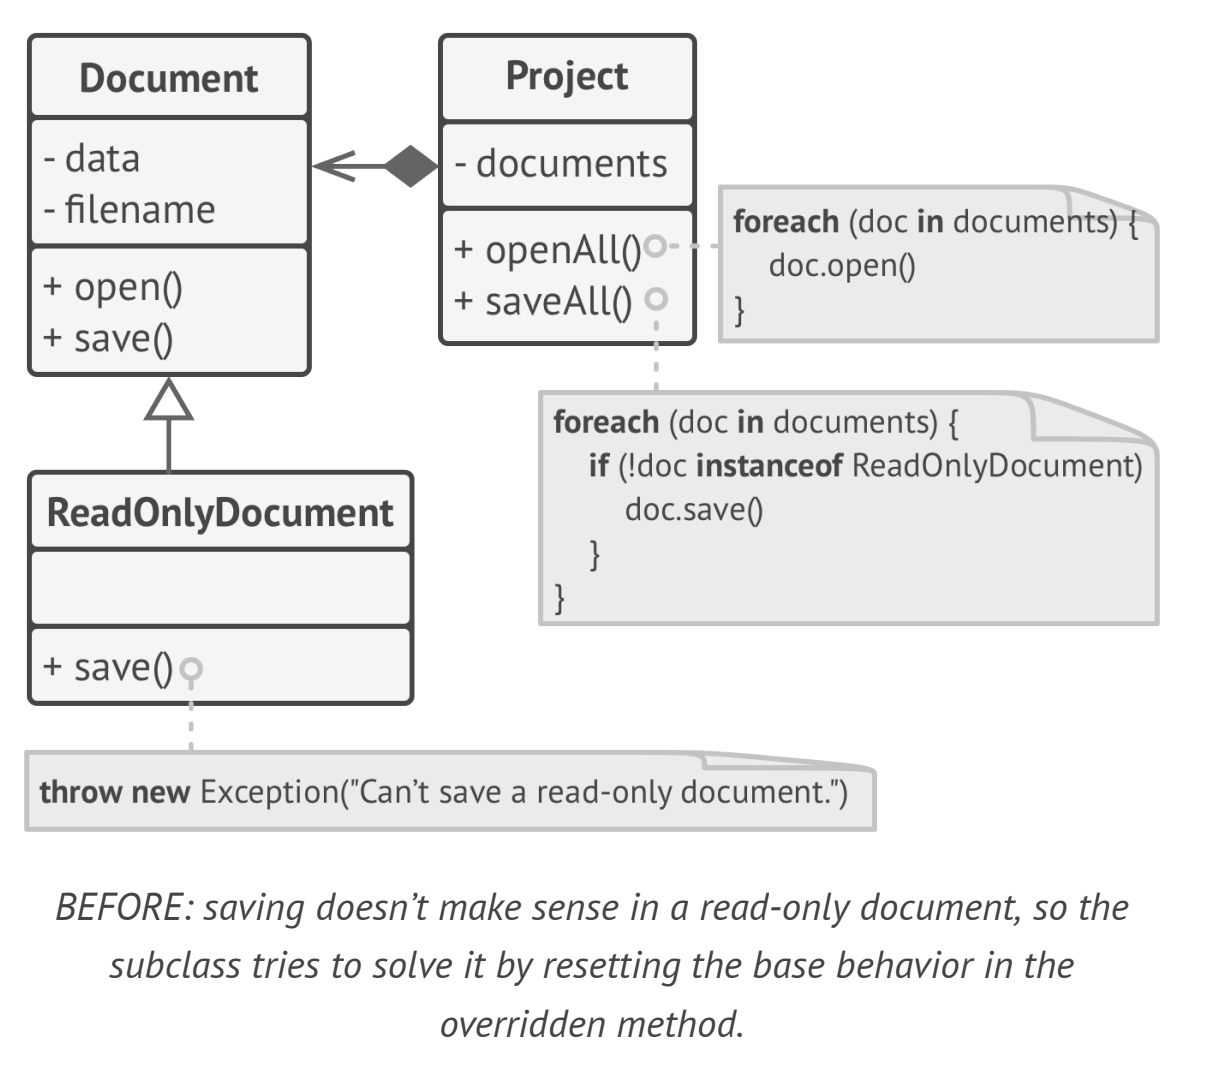 Document
- data
- filename
+ open()
+ save()
Project
- documents
+ openAll()
+ saveAll()
foreach (doc in documents) {
doc.open()
}
foreach (doc in documents) {
if (!doc instanceof ReadOnlyDocument)
doc.save()
}
}
ReadOnlyDocument
+ save()
throw new Exception("Can’t save a read-only document.")
BEFORE: saving doesn’t make sense in a read-only document, so the
subclass tries to solve it by resetting the base behavior in the
overridden method.